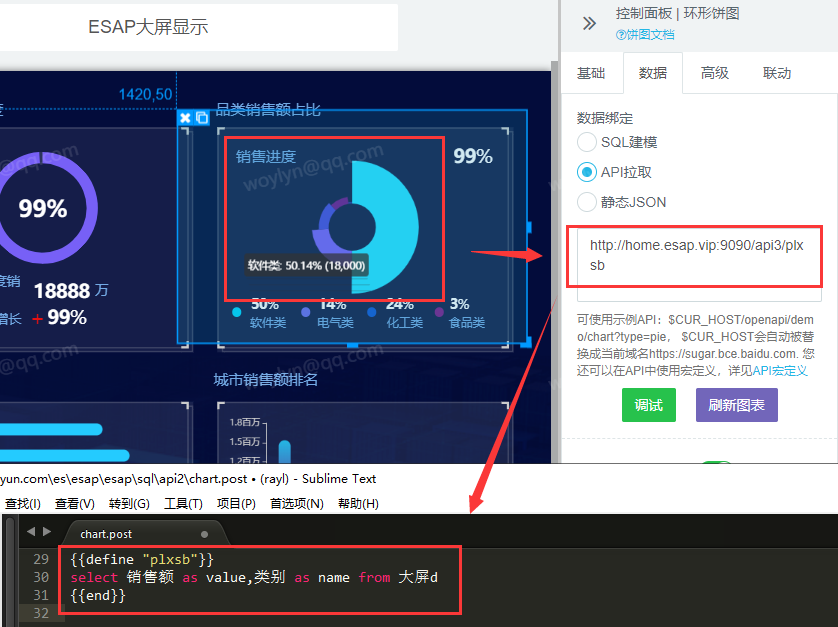 ESAP大屏显示
控制面板 | 环形饼图
饼图文档
基础
数据
高级
联动
数据绑定
SQL建模
API拉取
静态JSON
http://home.esap.vip:9090/api3/plx
sb
可使用示例API：$CUR_HOST/openapi/dem
o/chart?type=pie， $CUR_HOST会自动被替
换成当前域名https://sugar.bce.baidu.com. 您
还可以在API中使用宏定义，详见API宏定义
调试
刷新图表
1420,50
度
品类销售额占比
销售进度
99%
99%
woylyn@qq.com
@qq.com
软件类: 50.14% (18,000)
度销
18888 万
增长
+ 99%
50%
软件类
14%
电气类
24%
化工类
3%
食品类
@qq.com
城市销售额排名
1.8百万
1.5百万
1.2百万
yun.com\es\esap\esap\sql\api2\chart.post • (rayl) - Sublime Text
查找(I) 查看(V) 转到(G) 工具(T) 项目(P) 首选项(N) 帮助(H)
chart.post
29 {{define "plxsb"}}
30 select 销售额 as value,类别 as name from 大屏d
31 {{end}}
32